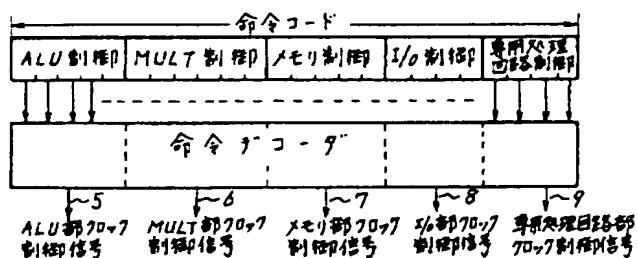 命令コード
ALU制御 MULT制御 メモリ制御 I/O制御 専用処理
回路制御
命令デコーダ
~5 ~6 ~7 ~8 ~9
ALU部クロック MULT部クロック メモリ部クロック I/O部クロック 専用処理回路部
制御信号 制御信号 制御信号 制御信号 クロック制御信号